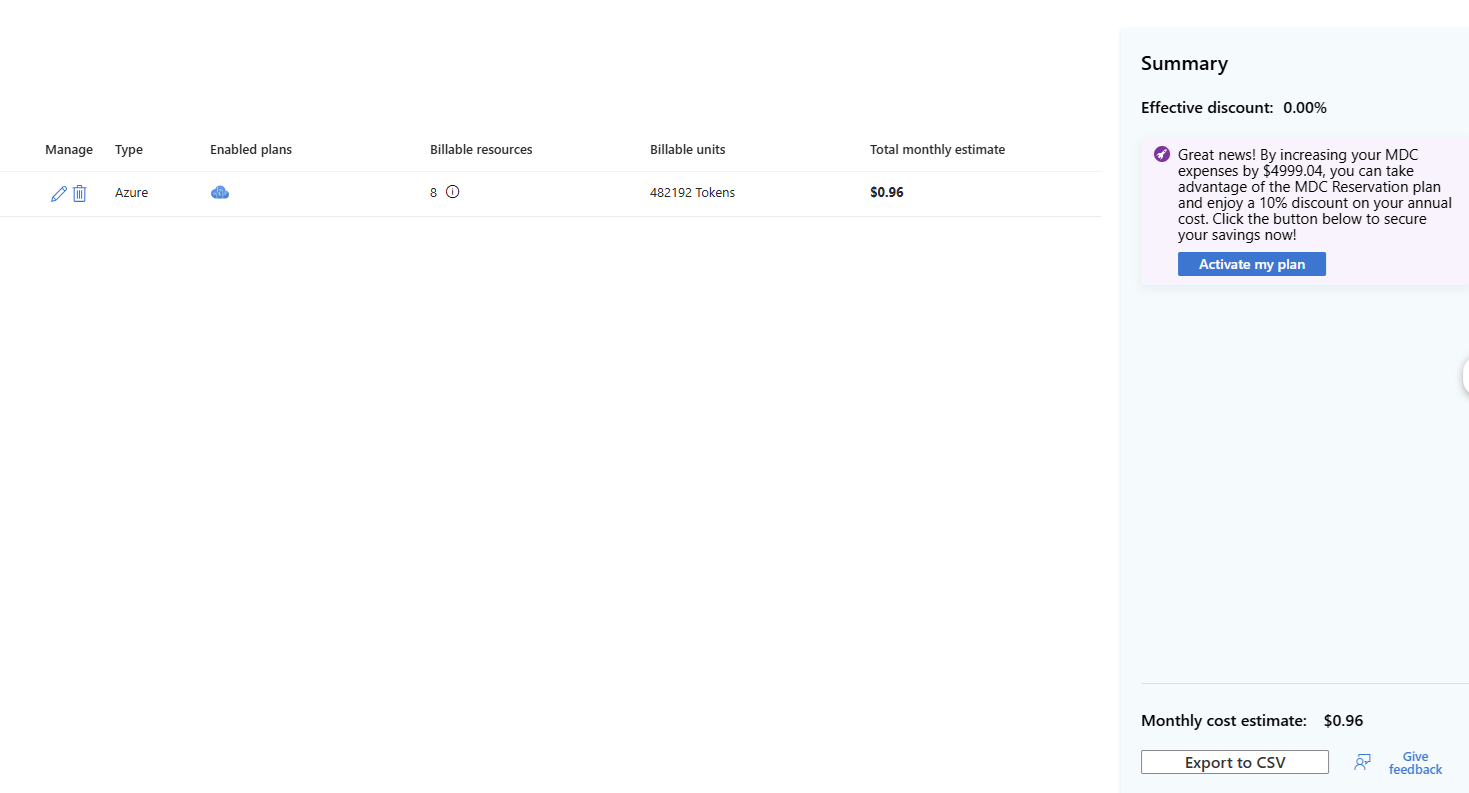 Summary
Effective discount: 0.00%
Great news! By increasing your MDC
expenses by $4999.04, you can take
advantage of the MDC Reservation plan
and enjoy a 10% discount on your annual
cost. Click the button below to secure
your savings now!
Activate my plan
Manage Type Enabled plans Billable resources Billable units Total monthly estimate
Azure 8 482192 Tokens $0.96
Monthly cost estimate: $0.96
Export to CSV
Give
feedback